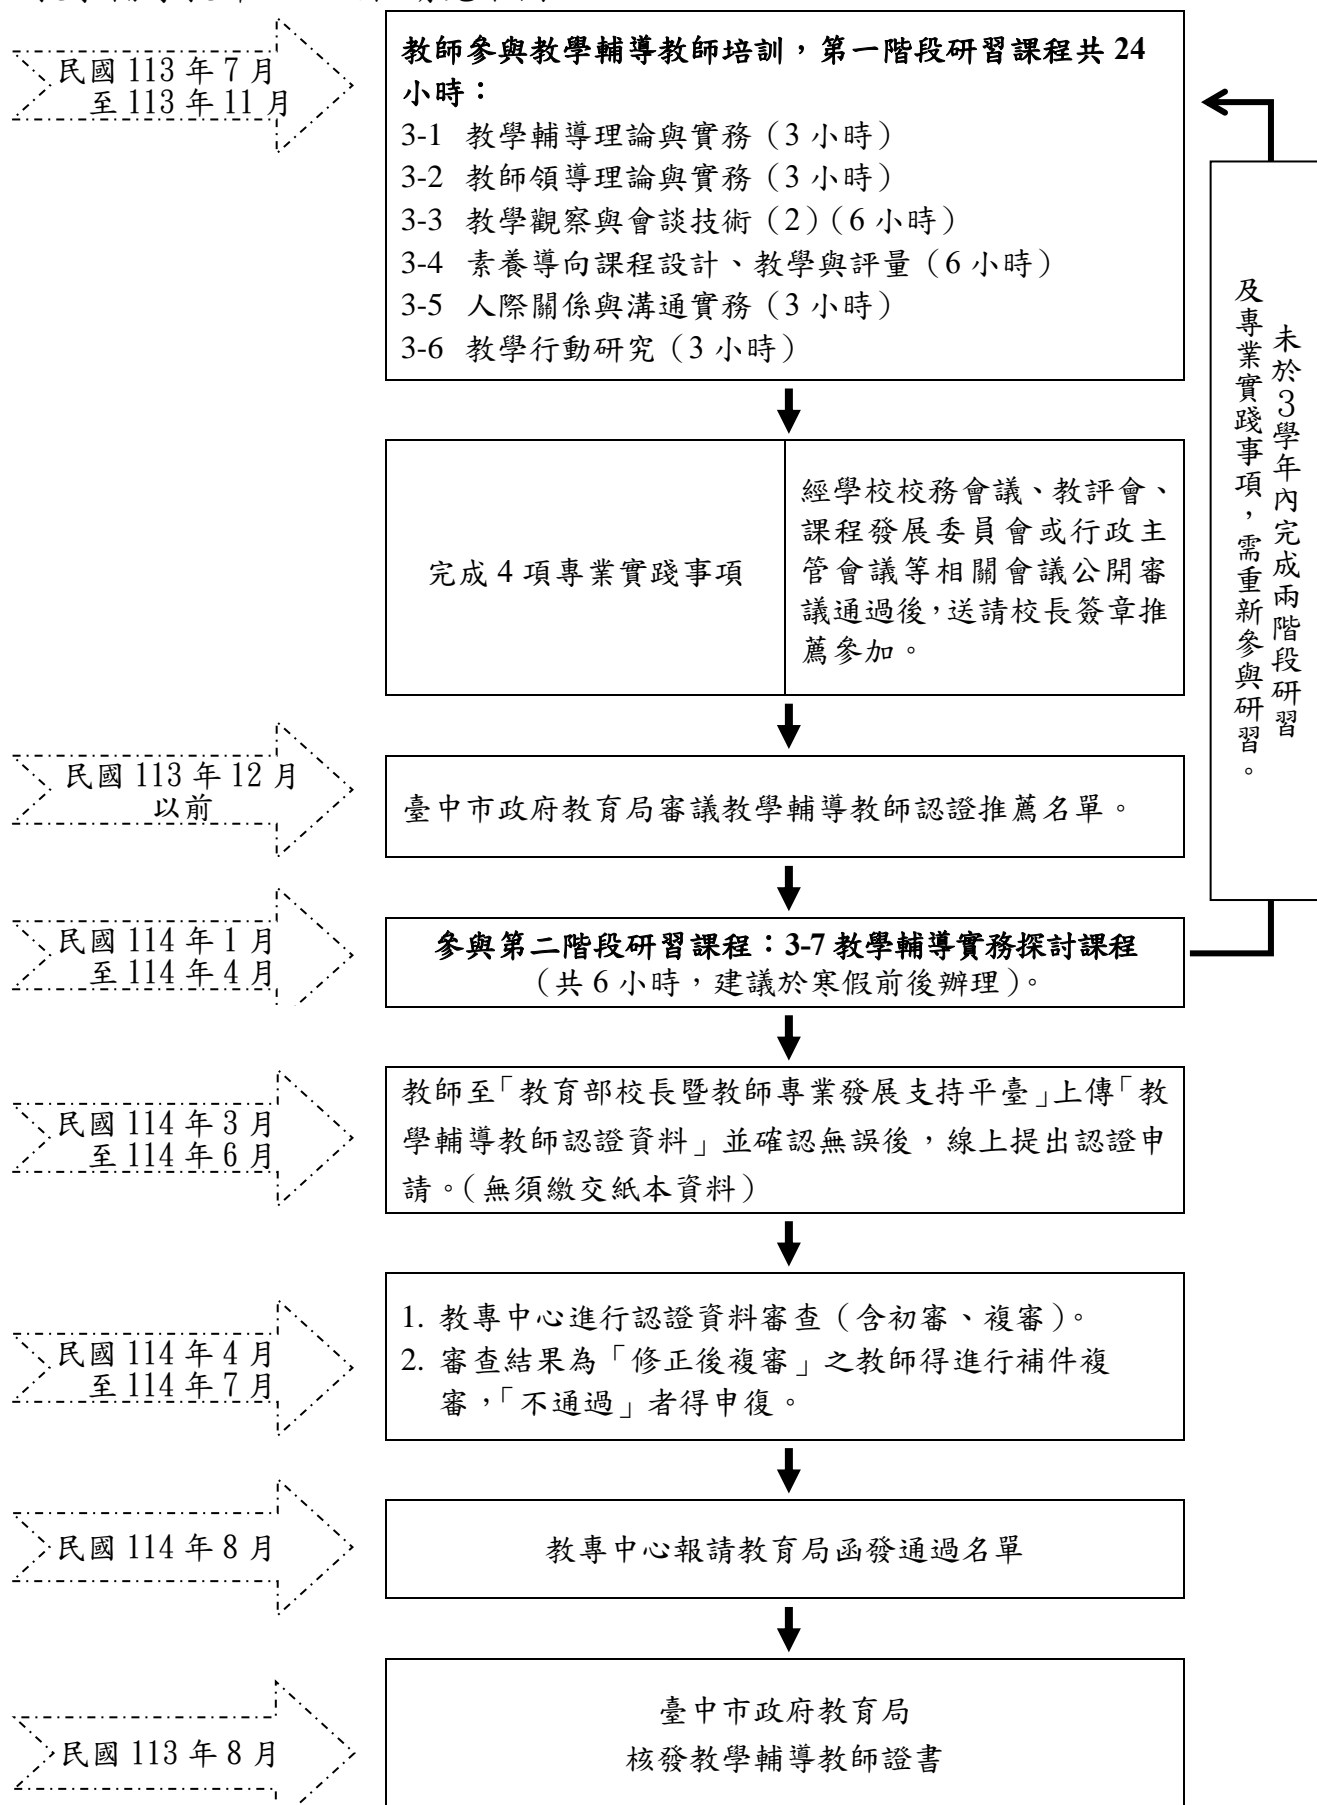 民國 113 年 7 月
至 113 年 11 月
教師參與教學輔導教師培訓，第一階段研習課程共 24
小時：
3-1 教學輔導理論與實務（3 小時）
3-2 教師領導理論與實務（3 小時）
3-3 教學觀察與會談技術（2）（6 小時）
3-4 素養導向課程設計、教學與評量（6 小時）
3-5 人際關係與溝通實務（3 小時）
3-6 教學行動研究（3 小時）
未於3學年內完成兩階段研習
及專業實踐事項，需重新參與研習。
完成 4 項專業實踐事項
經學校校務會議、教評會、
課程發展委員會或行政主
管會議等相關會議公開審
議通過後，送請校長簽章推
薦參加。
民國 113 年 12 月
以前
臺中市政府教育局審議教學輔導教師認證推薦名單。
民國 114 年 1 月
至 114 年 4 月
參與第二階段研習課程：3-7 教學輔導實務探討課程
（共 6 小時，建議於寒假前後辦理）。
民國 114 年 3 月
至 114 年 6 月
教師至「教育部校長暨教師專業發展支持平臺」上傳「教
學輔導教師認證資料」並確認無誤後，線上提出認證申
請。（無須繳交紙本資料）
民國 114 年 4 月
至 114 年 7 月
1. 教專中心進行認證資料審查（含初審、複審）。
2. 審查結果為「修正後複審」之教師得進行補件複
審，「不通過」者得申復。
民國 114 年 8 月
教專中心報請教育局函發通過名單
民國 113 年 8 月
臺中市政府教育局
核發教學輔導教師證書